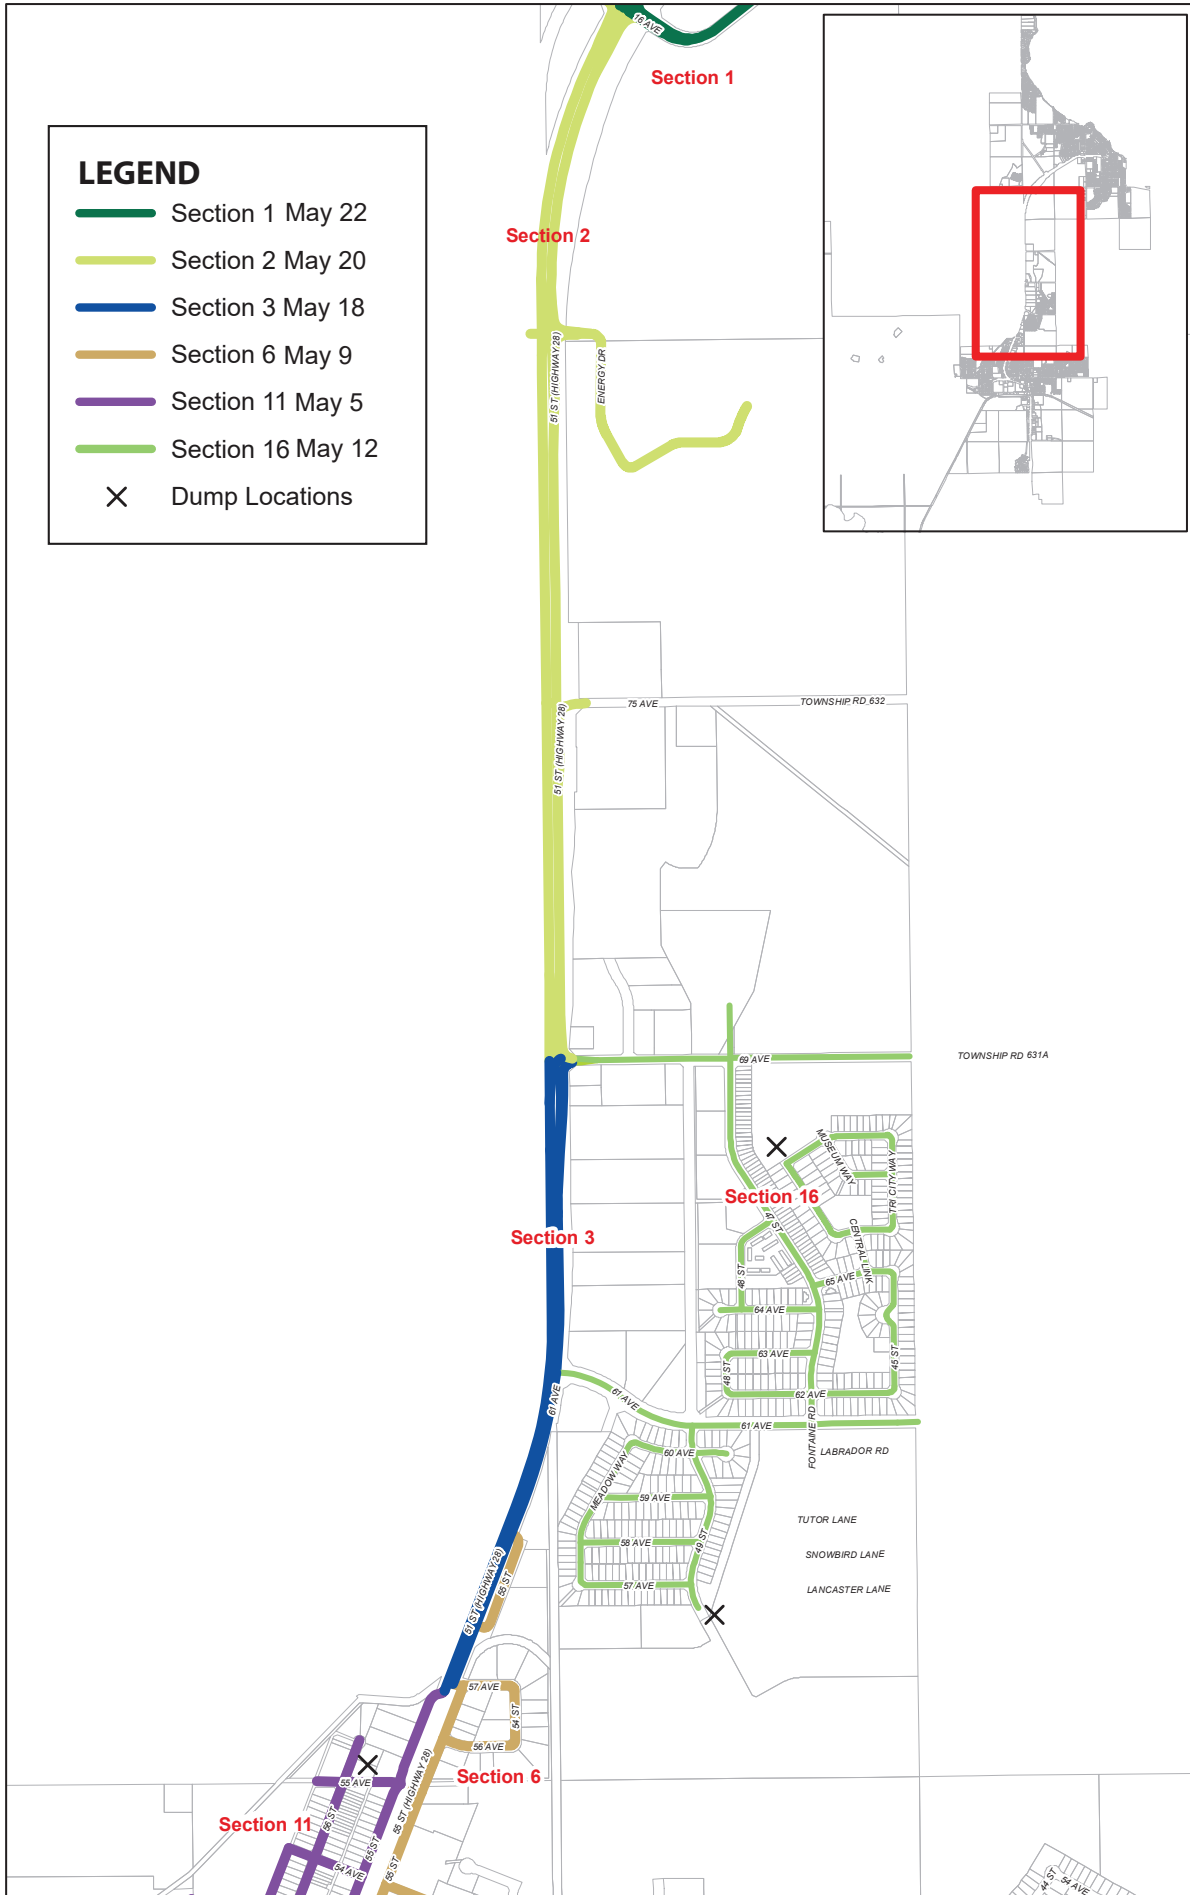 16 AVE
Section 1
LEGEND
Section 1 May 22
Section 2 May 20
Section 3 May 18
Section 6 May 9
Section 11 May 5
Section 16 May 12
Dump Locations
Section 2
51 ST (HIGHWAY 28)
ENERGY DR
75 AVE
TOWNSHIP RD 632
51 ST (HIGHWAY 28)
69 AVE
TOWNSHIP RD 631A
MUSEUM WAY
TRI CITY WAY
Section 16
47 ST
CENTRAL LINK
Section 3
48 ST
65 AVE
64 AVE
63 AVE
48 ST
45 ST
62 AVE
61 AVE
61 AVE
61 AVE
FONTAINE RD
LABRADOR RD
60 AVE
MEADOW WAY
59 AVE
49 ST
TUTOR LANE
58 AVE
SNOWBIRD LANE
51 ST (HIGHWAY 28)
55 ST
57 AVE
LANCASTER LANE
57 AVE
54 ST
56 AVE
Section 6
55 AVE
55 ST (HIGHWAY 28)
Section 11
56 ST
55 ST
54 AVE
55 ST
44 ST
54 AVE